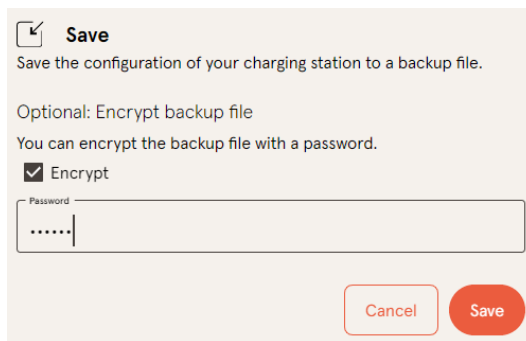 Save
Save the configuration of your charging station to a backup file.
Optional: Encrypt backup file
You can encrypt the backup file with a password.
Encrypt
Password
••••••
Cancel
Save